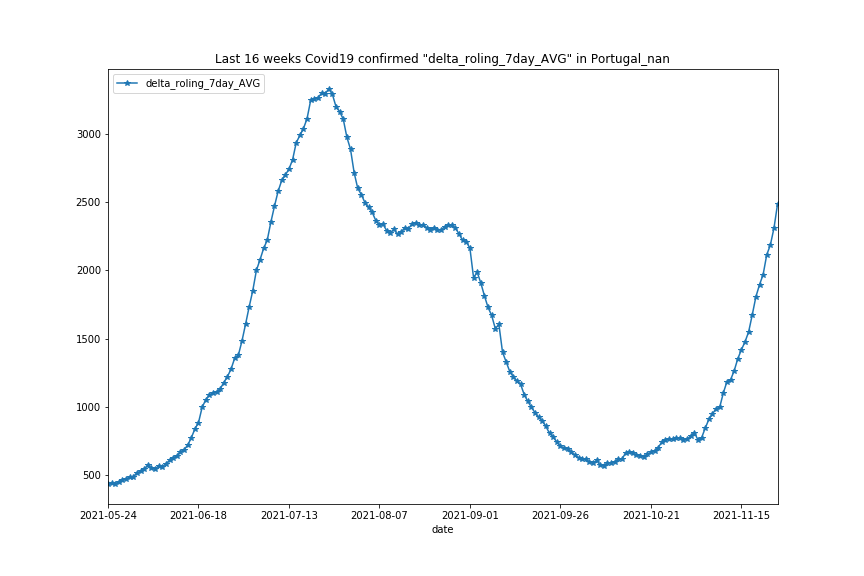 Last 16 weeks Covid19 confirmed "delta_roling_7day_AVG" in Portugal_nan
delta_roling_7day_AVG
3000
2500
2000
1500
1000
500
2021-05-24 2021-06-18 2021-07-13 2021-08-07 2021-09-01 2021-09-26 2021-10-21 2021-11-15
date